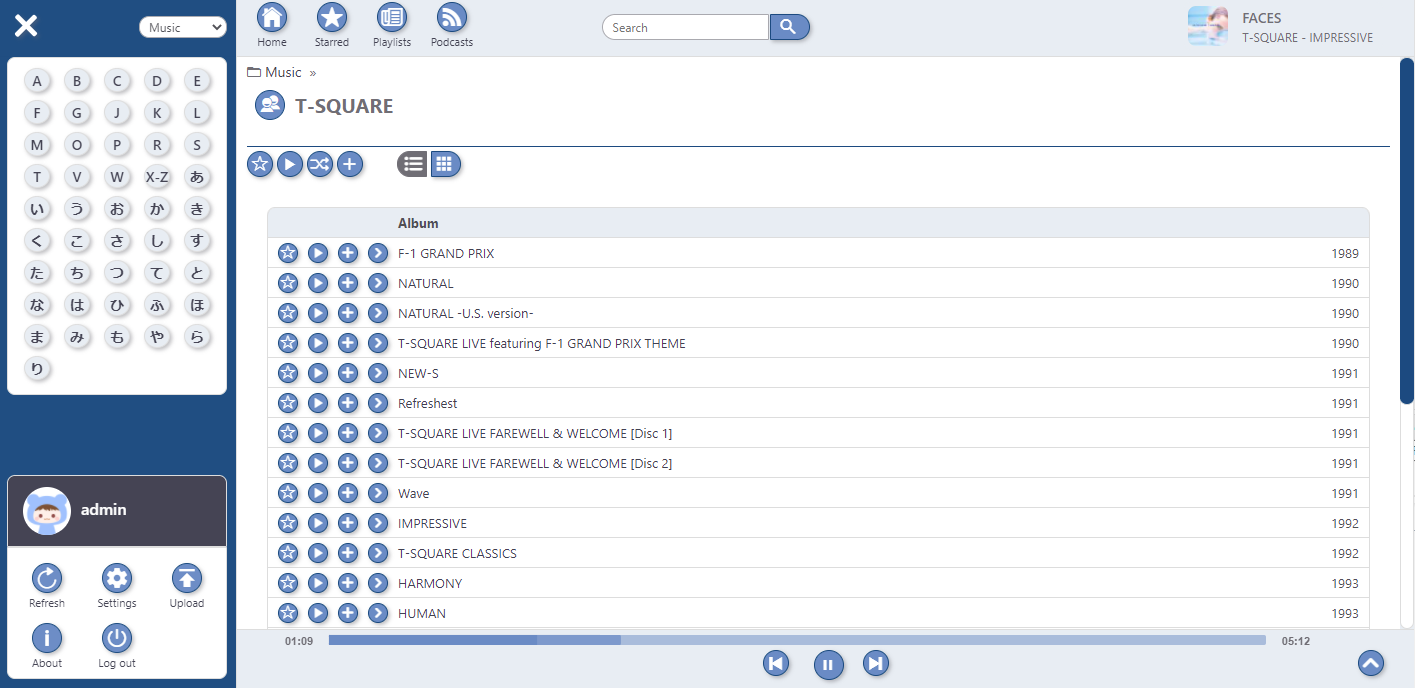 Music
A B C D E
F G J K L
M O P R S
T V W X-Z あ
い う お か き
く こ さ し す
た ち つ て と
な は ひ ふ ほ
ま み も や ら
り
admin
Refresh Settings Upload
About Log out
Home Starred Playlists Podcasts
Search
FACES
T-SQUARE - IMPRESSIVE
Music »
T-SQUARE
Album
F-1 GRAND PRIX 1989
NATURAL 1990
NATURAL -U.S. version- 1990
T-SQUARE LIVE featuring F-1 GRAND PRIX THEME 1990
NEW-S 1991
Refreshest 1991
T-SQUARE LIVE FAREWELL & WELCOME [Disc 1] 1991
T-SQUARE LIVE FAREWELL & WELCOME [Disc 2] 1991
Wave 1991
IMPRESSIVE 1992
T-SQUARE CLASSICS 1992
HARMONY 1993
HUMAN 1993
01:09 05:12